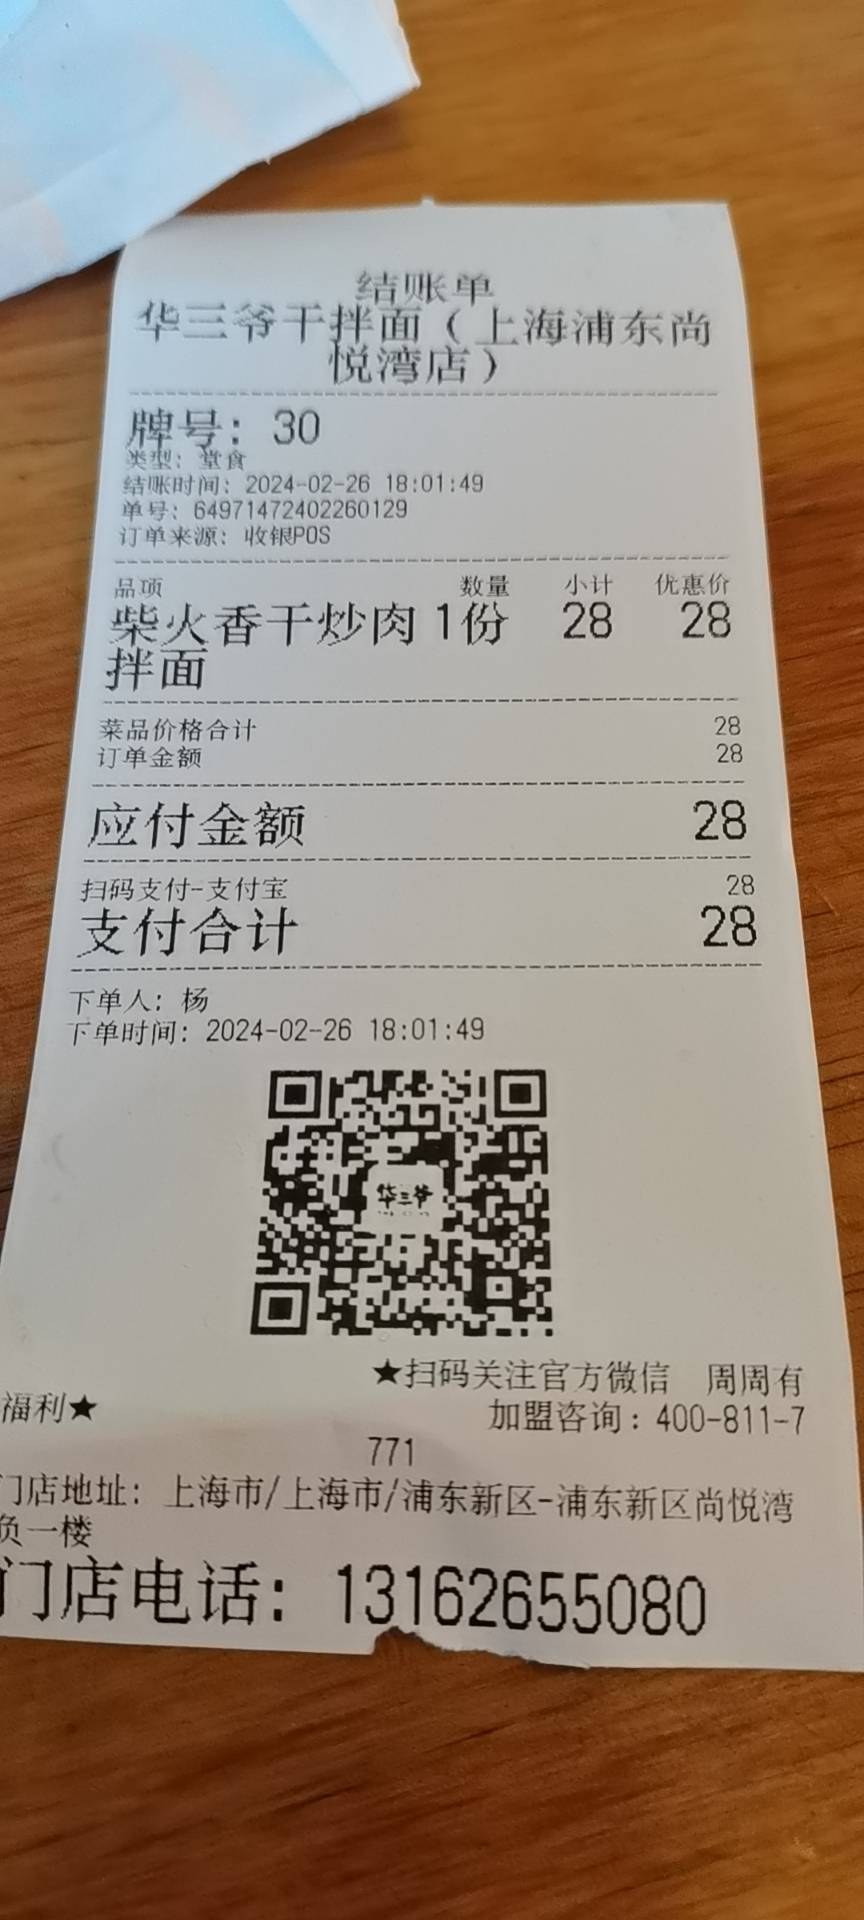 结账单
华三爷干拌面（上海浦东尚
悦湾店）
牌号：30
类型：堂食
结账时间：2024-02-26 18:01:49
单号：64971472402260129
订单来源：收银POS
品项 数量 小计 优惠价
柴火香干炒肉 1份 28 28
拌面
菜品价格合计 28
订单金额 28
应付金额 28
扫码支付-支付宝 28
支付合计 28
下单人：杨
下单时间：2024-02-26 18:01:49
华三爷
★扫码关注官方微信 周周有
福利★
加盟咨询：400-811-7
771
门店地址：上海市/上海市/浦东新区-浦东新区尚悦湾
负一楼
门店电话：13162655080